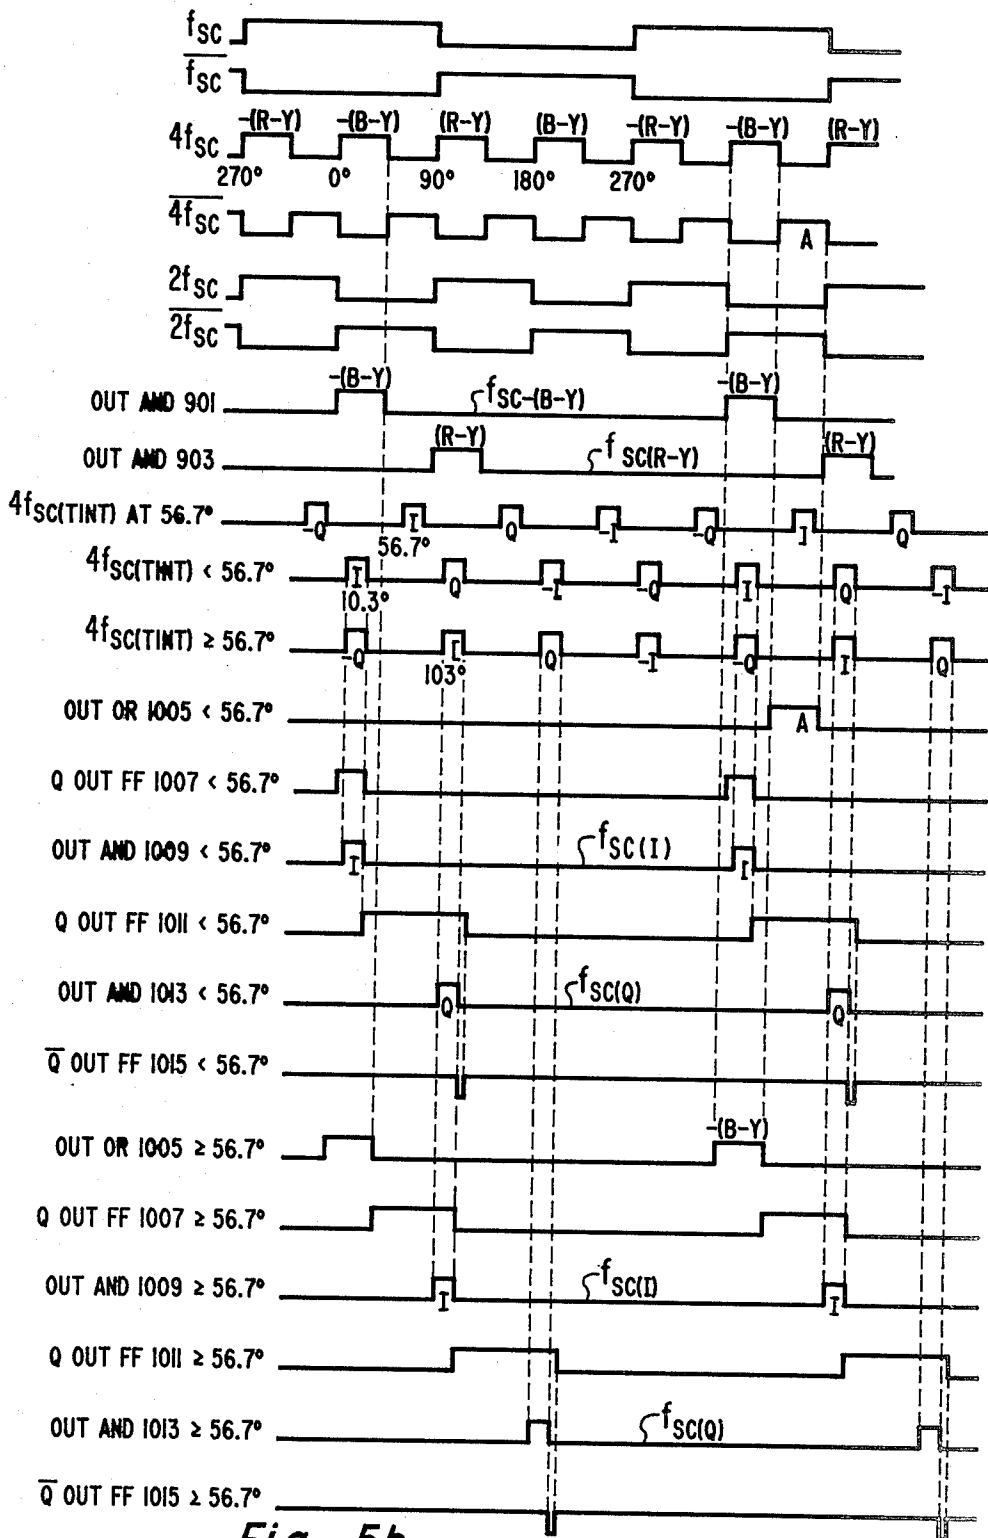 fSC
f̅S̅C̅
-(R-Y) -(B-Y) (R-Y) (B-Y) -(R-Y) -(B-Y) (R-Y)
4fSC
270° 0° 90° 180° 270°
4̅f̅S̅C̅
A
2fSC
2̅f̅S̅C̅
-(B-Y) -(B-Y)
OUT AND 901 fSC-(B-Y)
(R-Y) (R-Y)
OUT AND 903 fSC(R-Y)
4fSC(TINT) AT 56.7° -Q I Q -I -Q I Q
56.7°
4fSC(TINT) < 56.7° I Q -I -Q I Q -I
10.3°
4fSC(TINT) ≥ 56.7° -Q I Q -I -Q I Q
103°
OUT OR 1005 < 56.7° A
Q OUT FF 1007 < 56.7°
OUT AND 1009 < 56.7° I fSC(I) I
Q OUT FF 1011 < 56.7°
OUT AND 1013 < 56.7° Q fSC(Q) Q
Q̅ OUT FF 1015 < 56.7°
-(B-Y)
OUT OR 1005 ≥ 56.7°
Q OUT FF 1007 ≥ 56.7°
OUT AND 1009 ≥ 56.7° I fSC(I) I
Q OUT FF 1011 ≥ 56.7°
OUT AND 1013 ≥ 56.7° fSC(Q)
Q̅ OUT FF 1015 ≥ 56.7°
Fig. 5b